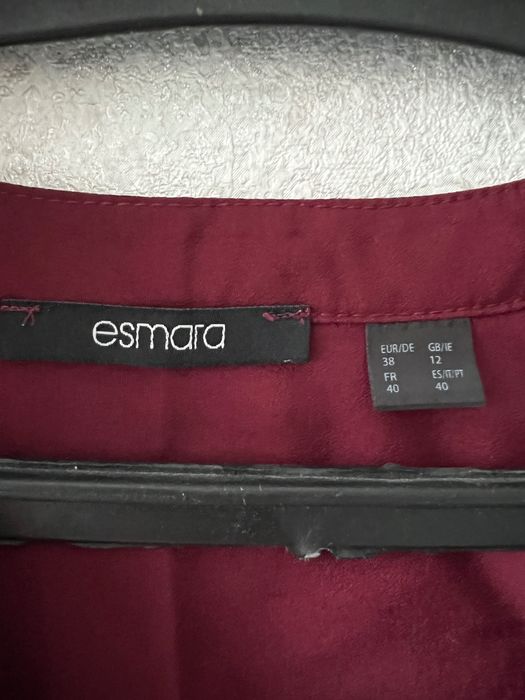 esmara
EUR/DE GB/IE
38 12
FR ES/IT/PT
40 40